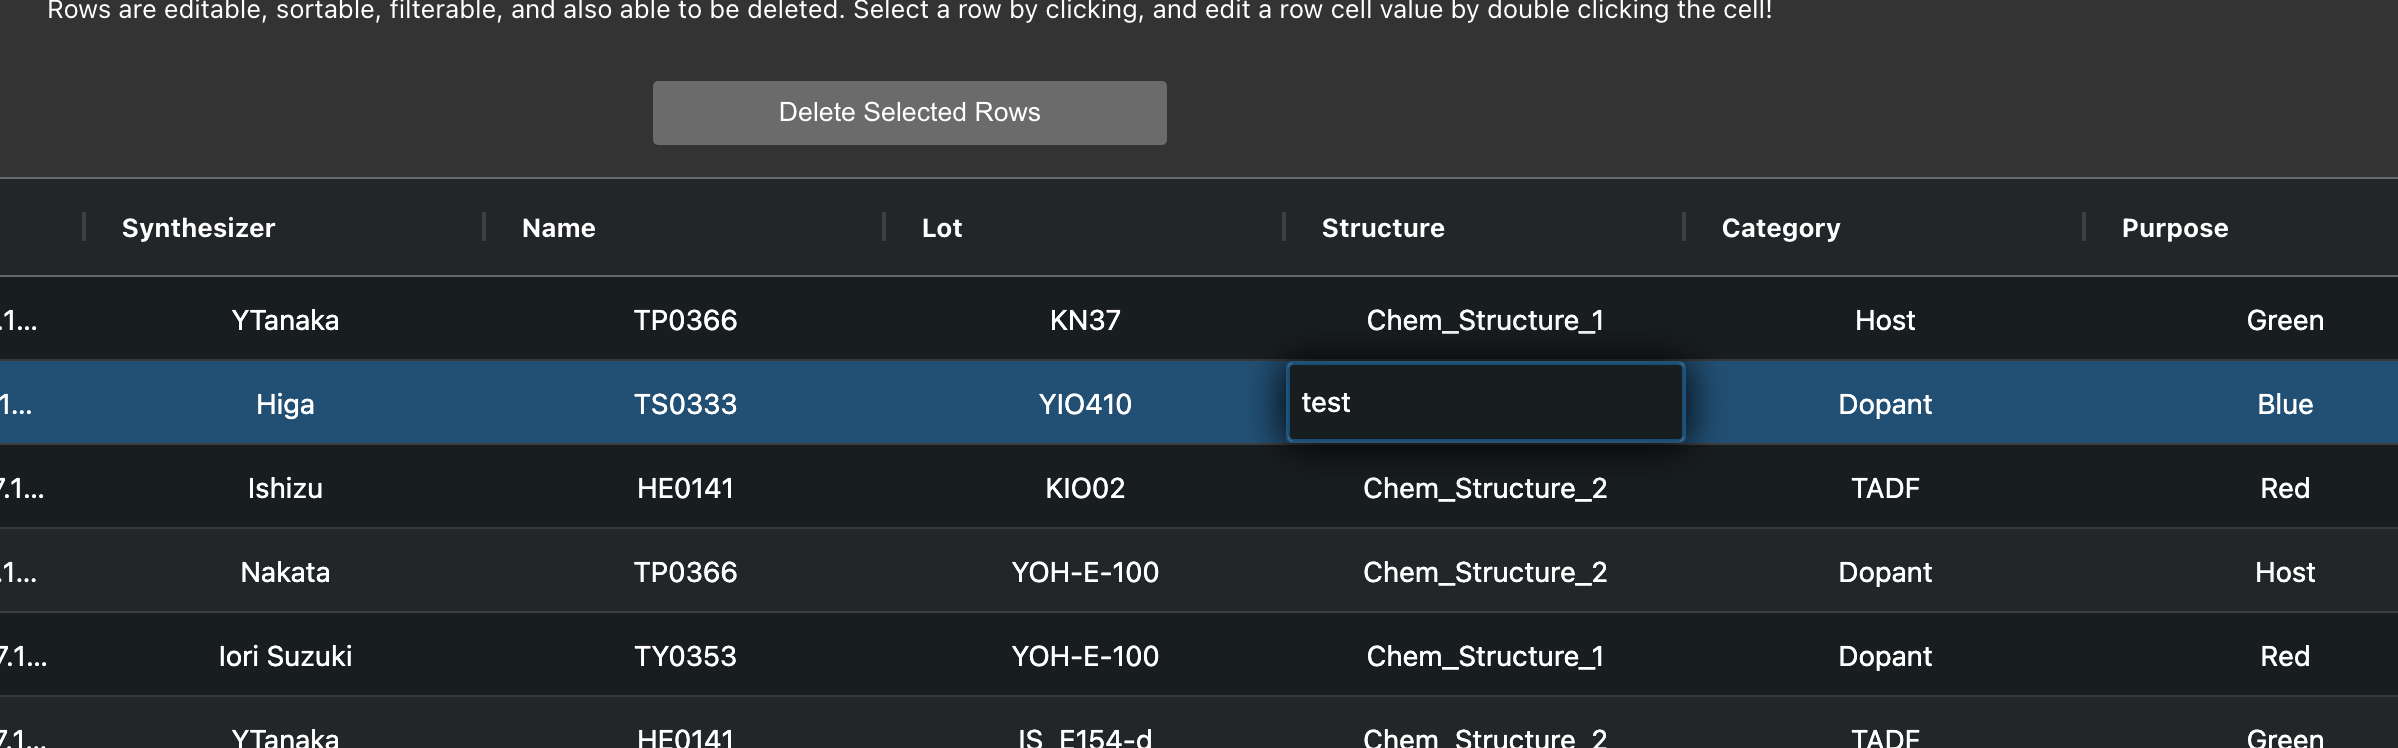 Rows are editable, sortable, filterable, and also able to be deleted. Select a row by clicking, and edit a row cell value by double clicking the cell!
Delete Selected Rows
Synthesizer Name Lot Structure Category Purpose
.1... YTanaka TP0366 KN37 Chem_Structure_1 Host Green
1... Higa TS0333 YIO410 test Dopant Blue
7.1... Ishizu HE0141 KIO02 Chem_Structure_2 TADF Red
.1... Nakata TP0366 YOH-E-100 Chem_Structure_2 Dopant Host
7.1... Iori Suzuki TY0353 YOH-E-100 Chem_Structure_1 Dopant Red
7.1... YTanaka HE0141 IS_E154-d Chem_Structure_2 TADF Green